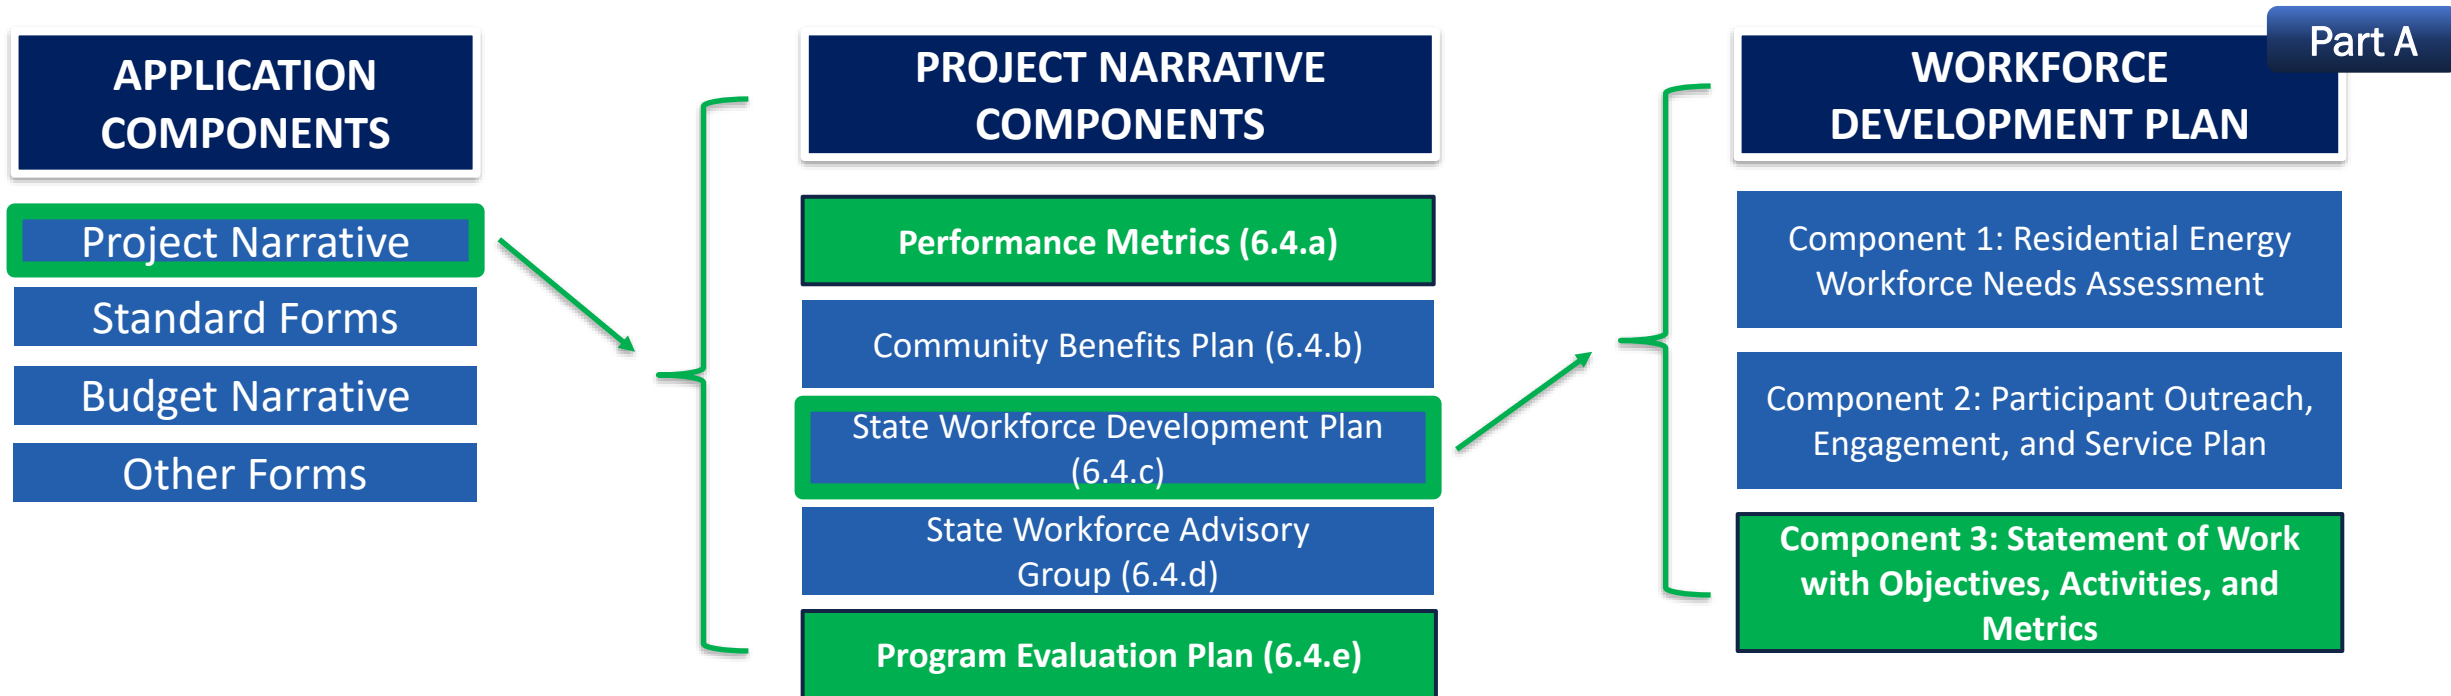 Part A
APPLICATION
COMPONENTS
Project Narrative
Standard Forms
Budget Narrative
Other Forms
PROJECT NARRATIVE
COMPONENTS
Performance Metrics (6.4.a)
Community Benefits Plan (6.4.b)
State Workforce Development Plan
(6.4.c)
State Workforce Advisory
Group (6.4.d)
Program Evaluation Plan (6.4.e)
WORKFORCE
DEVELOPMENT PLAN
Component 1: Residential Energy
Workforce Needs Assessment
Component 2: Participant Outreach,
Engagement, and Service Plan
Component 3: Statement of Work
with Objectives, Activities, and
Metrics